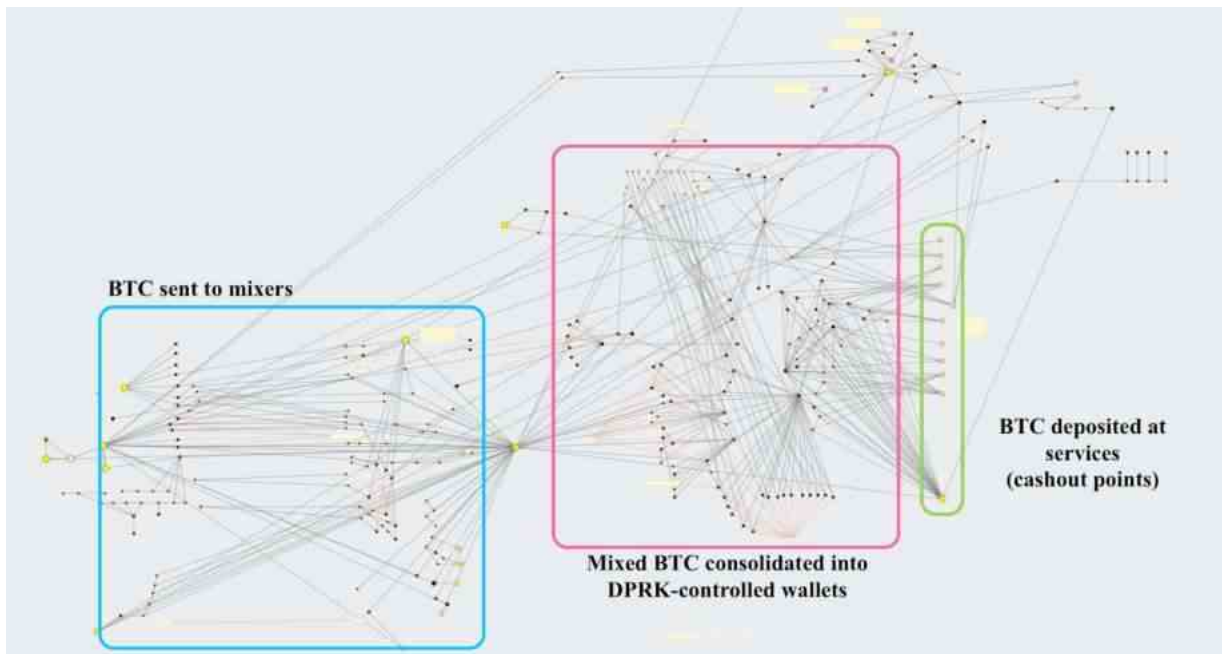 BTC sent to mixers
BTC deposited at
services
(cashout points)
Mixed BTC consolidated into
DPRK-controlled wallets